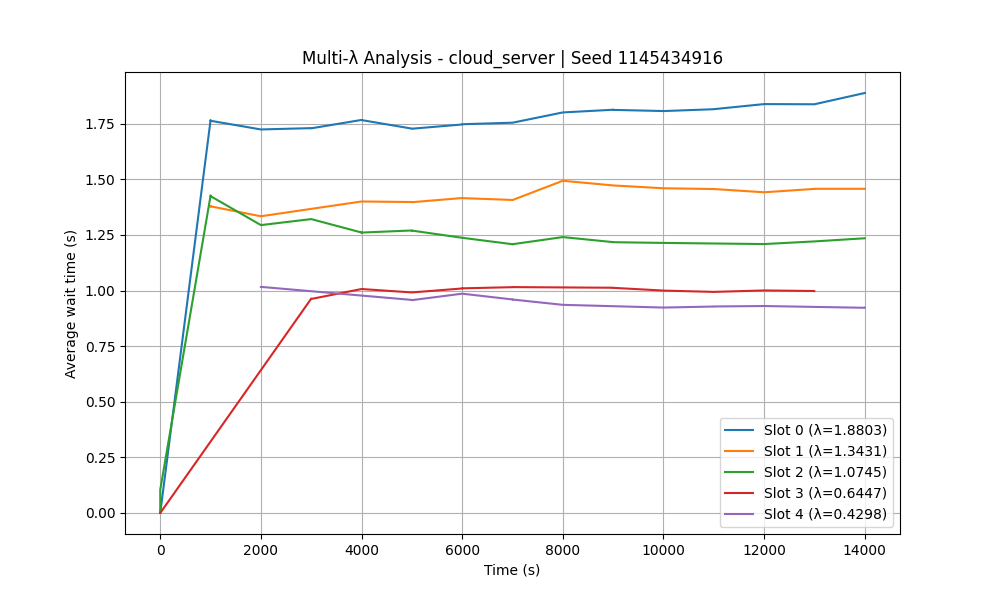 Multi-λ Analysis - cloud_server | Seed 1145434916
Average wait time (s)
1.75
1.50
1.25
1.00
0.75
0.50
0.25
0.00
Slot 0 (λ=1.8803)
Slot 1 (λ=1.3431)
Slot 2 (λ=1.0745)
Slot 3 (λ=0.6447)
Slot 4 (λ=0.4298)
0 2000 4000 6000 8000 10000 12000 14000
Time (s)